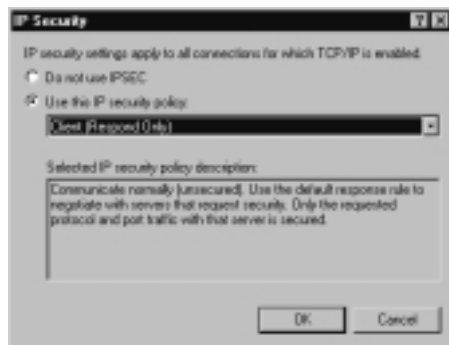 IP Security
IP security settings apply to all connections for which TCP/IP is enabled.
Do not use IPSEC
Use this IP security policy:
Client (Respond Only)
Selected IP security policy description:
Communicate normally (unsecured). Use the default response rule to
negotiate with servers that request security. Only the requested
protocol and port traffic with that server is secured.
OK
Cancel